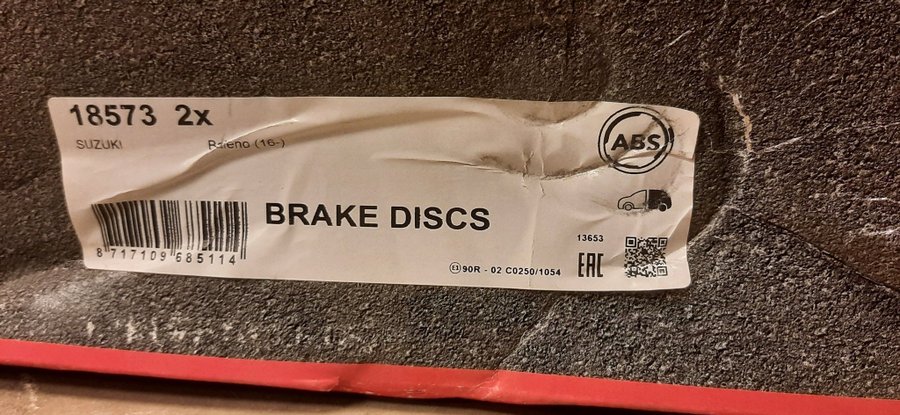 18573 2x
SUZUKI Baleno (16-)
ABS
BRAKE DISCS
8 717109 685114
E1 90R - 02 C0250/1054
13653
EAC